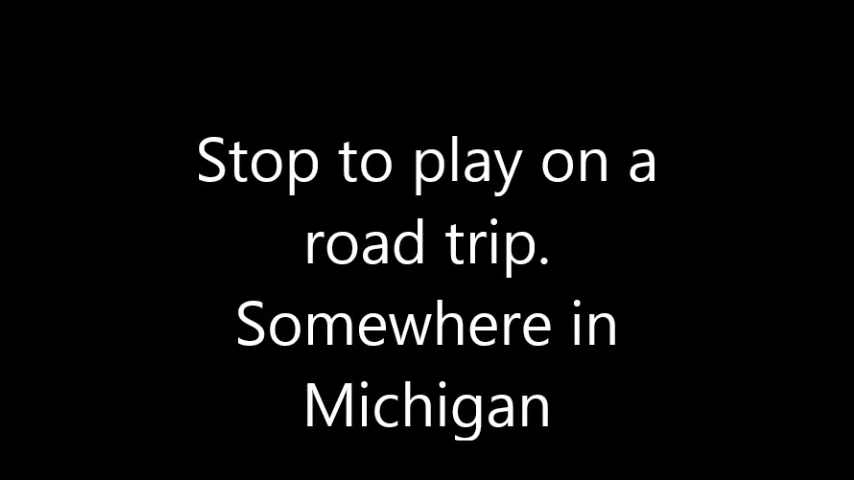 Stop to play on a
road trip.
Somewhere in
Michigan